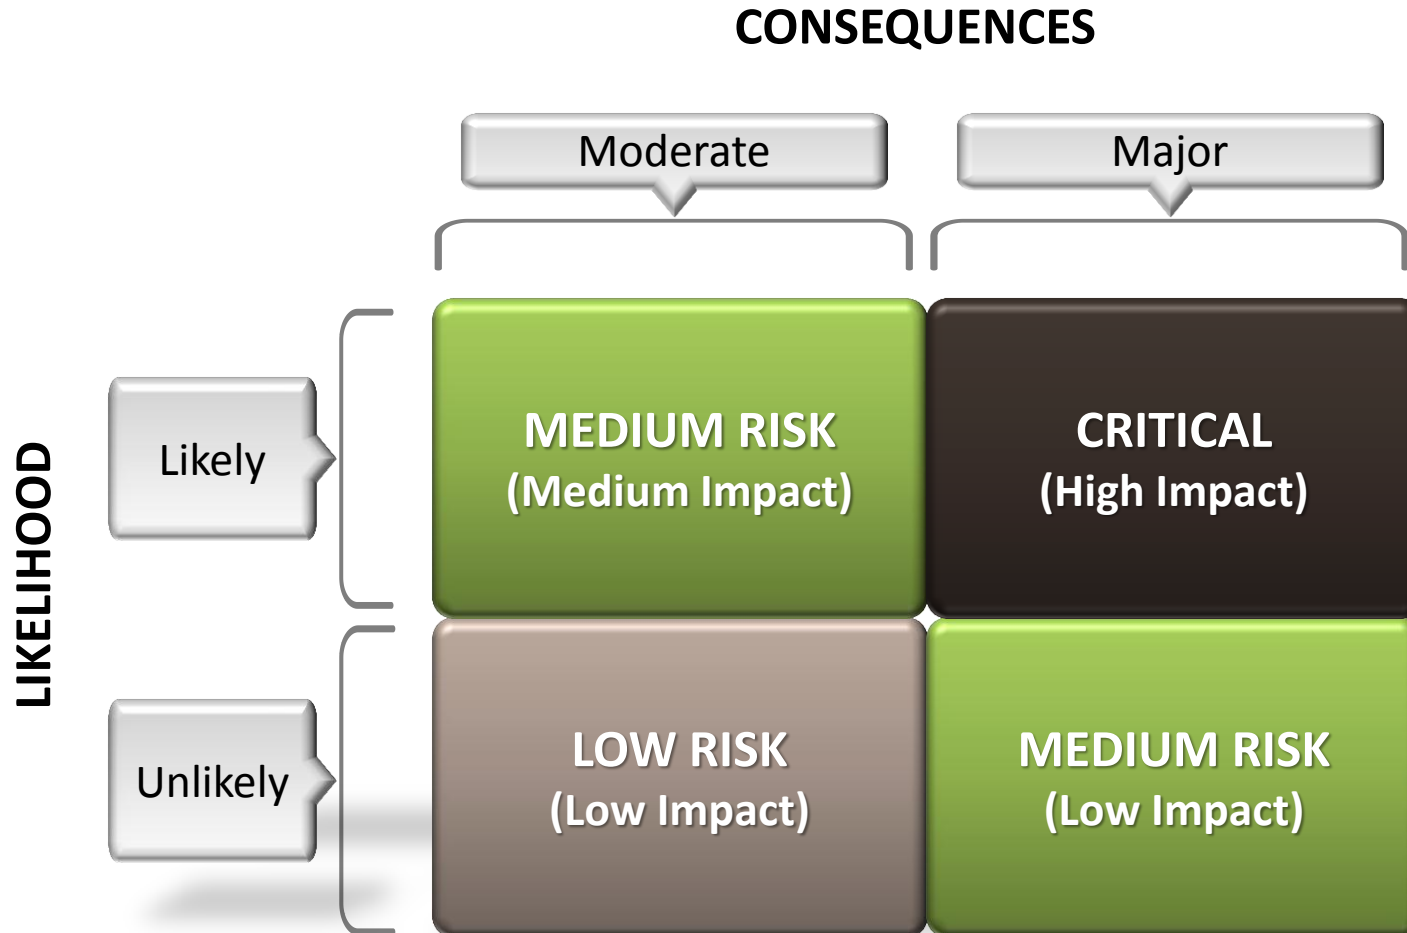 CONSEQUENCES
Moderate
Major
LIKELIHOOD
Likely
MEDIUM RISK
(Medium Impact)
CRITICAL
(High Impact)
Unlikely
LOW RISK
(Low Impact)
MEDIUM RISK
(Low Impact)